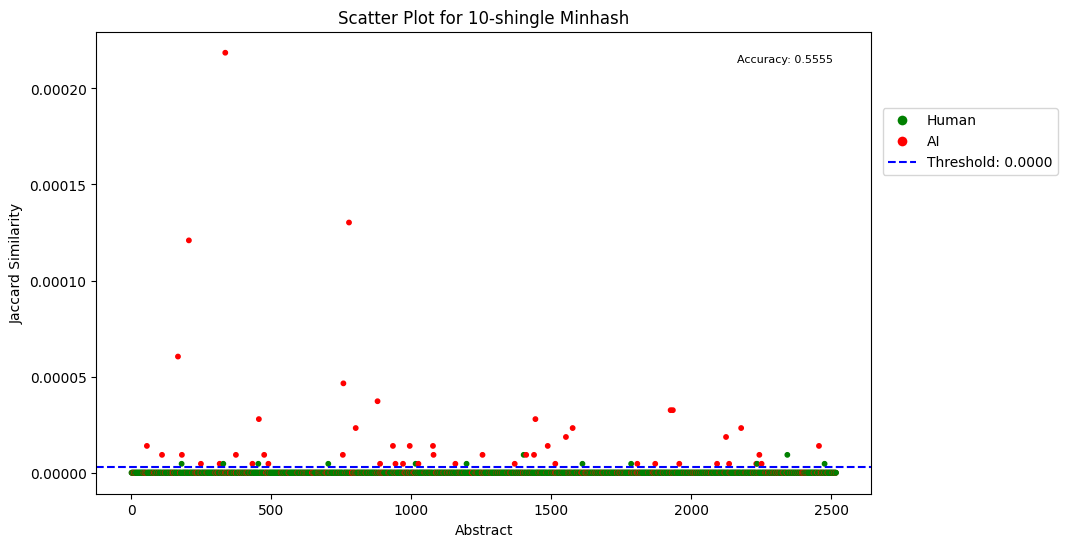 Scatter Plot for 10-shingle Minhash
Accuracy: 0.5555
Human
AI
Threshold: 0.0000
Jaccard Similarity
0.00020
0.00015
0.00010
0.00005
0.00000
0 500 1000 1500 2000 2500
Abstract